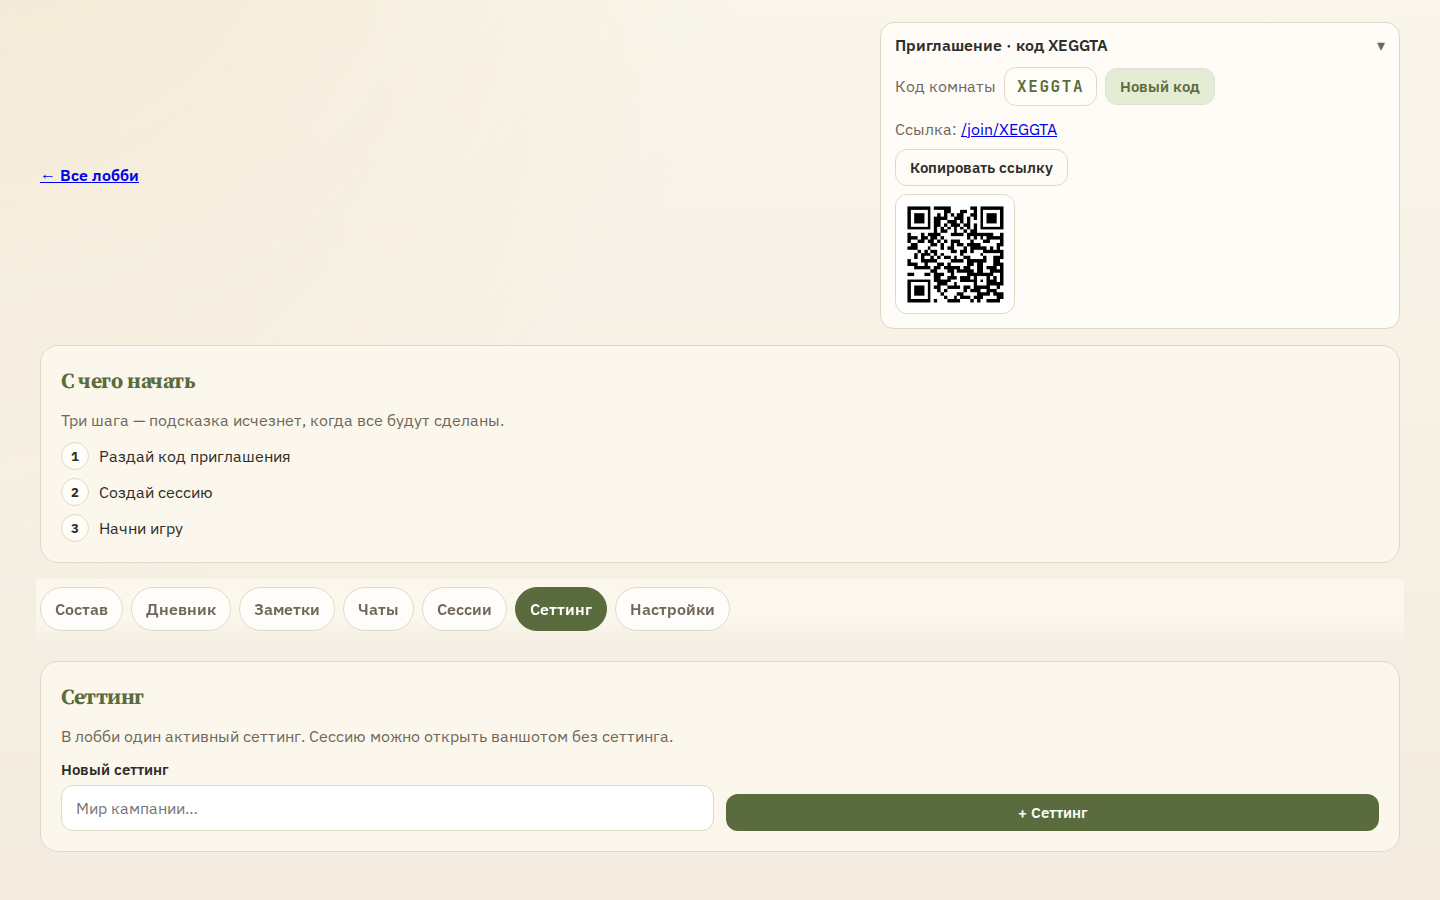 Приглашение · код XEGGTA ▼
Код комнаты XEGGTA Новый код
Ссылка: /join/XEGGTA
Копировать ссылку
← Все лобби
С чего начать
Три шага — подсказка исчезнет, когда все будут сделаны.
1 Раздай код приглашения
2 Создай сессию
3 Начни игру
Состав Дневник Заметки Чаты Сессии Сеттинг Настройки
Сеттинг
В лобби один активный сеттинг. Сессию можно открыть ваншотом без сеттинга.
Новый сеттинг
Мир кампании...
+ Сеттинг